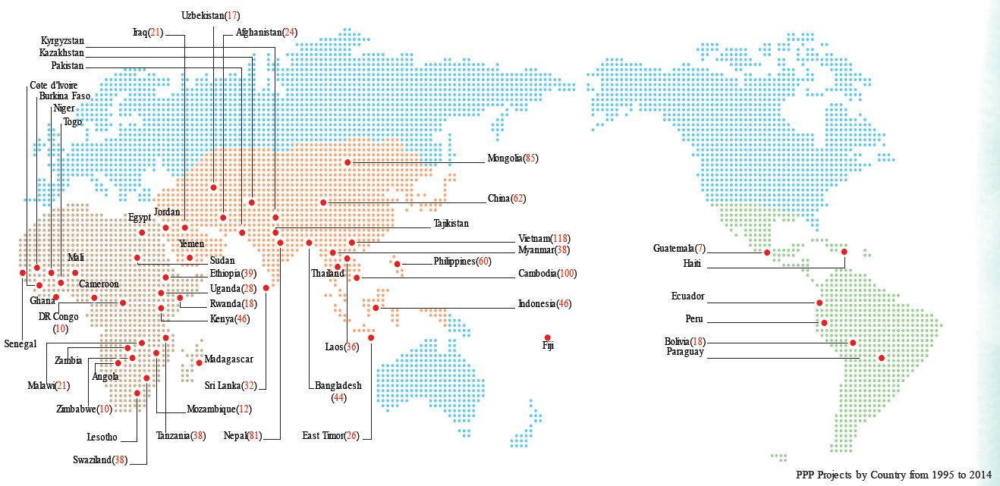 Uzbekistan(17)
Iraq(21)
Afghanistan(24)
Kyrgyzstan
Kazakhstan
Pakistan
Cote d'Ivoire
Burkina Faso
Niger
Togo
Mongolia(85)
China(62)
Jordan
Egypt
Tajikistan
Yemen
Vietnam(118)
Myanmar(38)
Guatemala(7)
Mali
Sudan
Philippines(60)
Haiti
Ethiopia(39)
Thailand
Cambodia(100)
Cameroon
Uganda(28)
Ecuador
Ghana
Rwanda(18)
Indonesia(46)
DR Congo
(10)
Kenya(46)
Peru
Senegal
Laos(36)
Fiji
Bolivia(18)
Paraguay
Zambia
Madagascar
Angola
Malawi(21)
Sri Lanka(32)
Bangladesh
(44)
Zimbabwe(10)
Mozambique(12)
Lesotho
Tanzania(38)
Nepal(81)
East Timor(26)
Swaziland(38)
PPP Projects by Country from 1995 to 2014